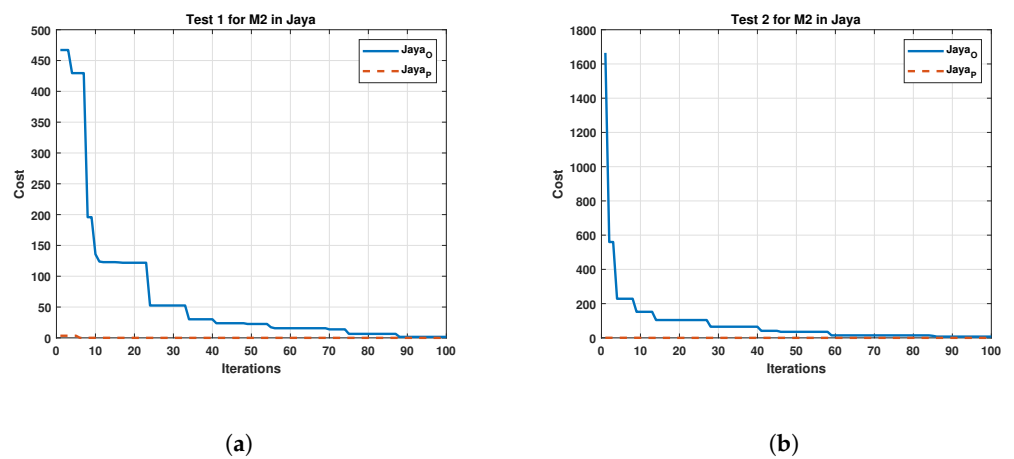 Test 1 for M2 in Jaya
500
450
400
350
300
250
200
150
100
50
0
Cost
Jaya_O
Jaya_P
0 10 20 30 40 50 60 70 80 90 100
Iterations
(a)
Test 2 for M2 in Jaya
1800
1600
1400
1200
1000
800
600
400
200
0
Cost
Jaya_O
Jaya_P
0 10 20 30 40 50 60 70 80 90 100
Iterations
(b)